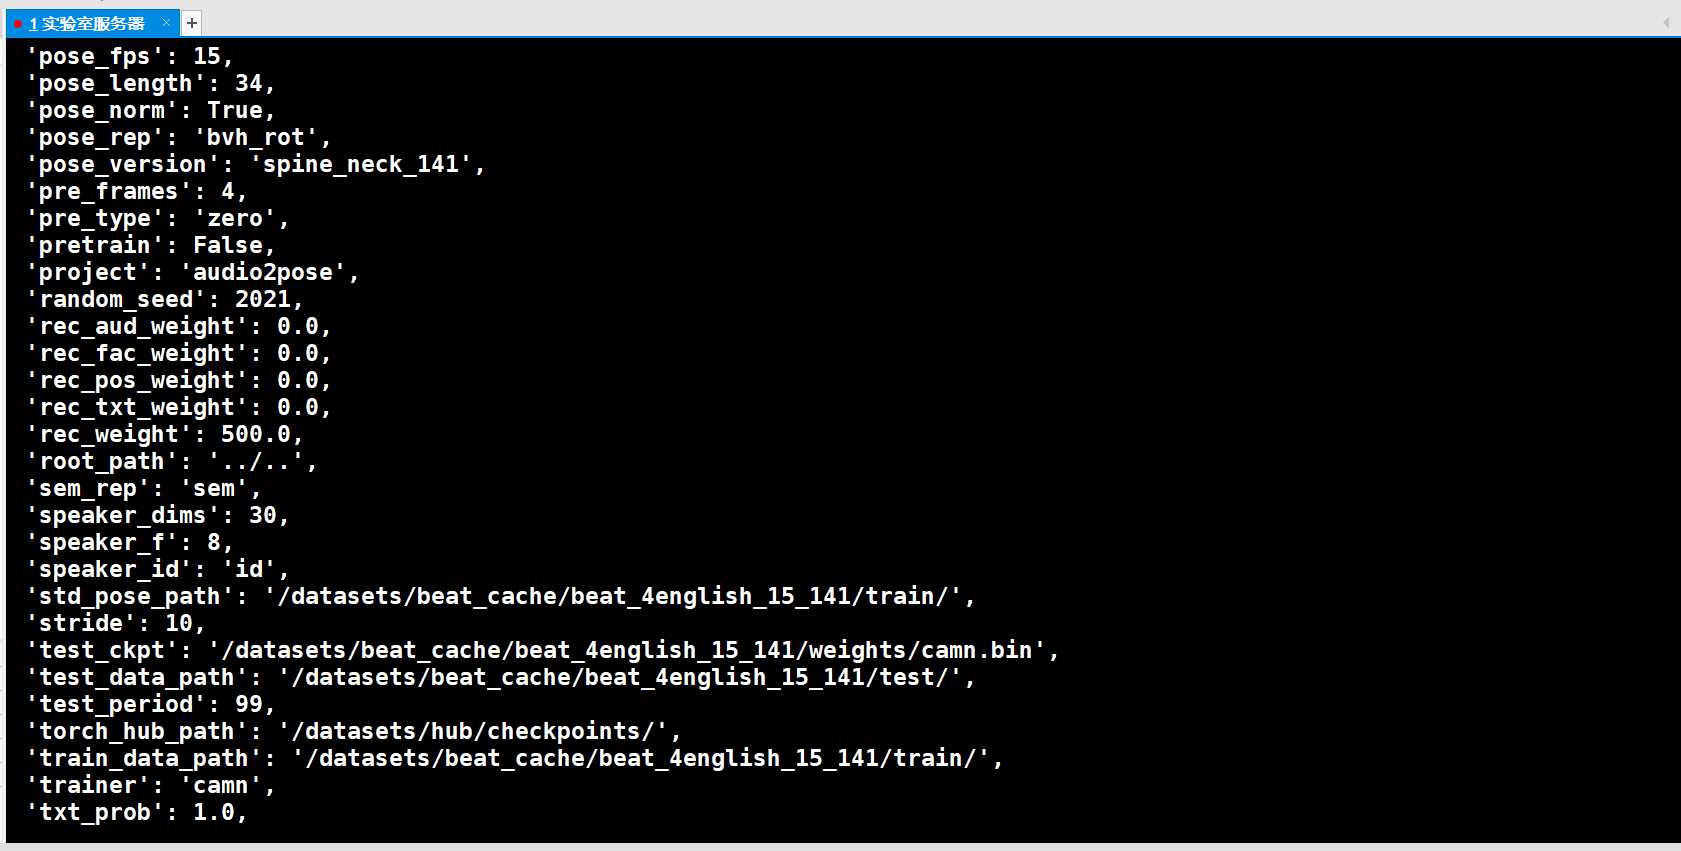 1 实验室服务器 × +
'pose_fps': 15,
'pose_length': 34,
'pose_norm': True,
'pose_rep': 'bvh_rot',
'pose_version': 'spine_neck_141',
'pre_frames': 4,
'pre_type': 'zero',
'pretrain': False,
'project': 'audio2pose',
'random_seed': 2021,
'rec_aud_weight': 0.0,
'rec_fac_weight': 0.0,
'rec_pos_weight': 0.0,
'rec_txt_weight': 0.0,
'rec_weight': 500.0,
'root_path': '../..',
'sem_rep': 'sem',
'speaker_dims': 30,
'speaker_f': 8,
'speaker_id': 'id',
'std_pose_path': '/datasets/beat_cache/beat_4english_15_141/train/',
'stride': 10,
'test_ckpt': '/datasets/beat_cache/beat_4english_15_141/weights/camn.bin',
'test_data_path': '/datasets/beat_cache/beat_4english_15_141/test/',
'test_period': 99,
'torch_hub_path': '/datasets/hub/checkpoints/',
'train_data_path': '/datasets/beat_cache/beat_4english_15_141/train/',
'trainer': 'camn',
'txt_prob': 1.0,